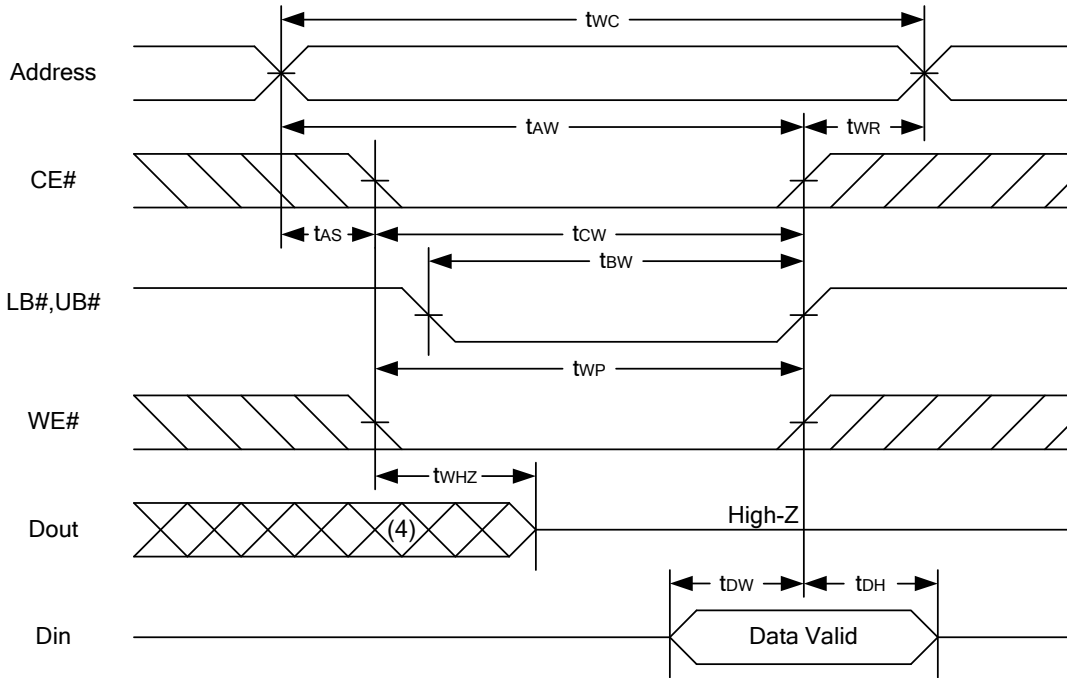 tWC
Address
tAW
tWR
CE#
tAS
tCW
tBW
LB#,UB#
tWP
WE#
tWHZ
Dout
(4)
High-Z
tDW
tDH
Din
Data Valid